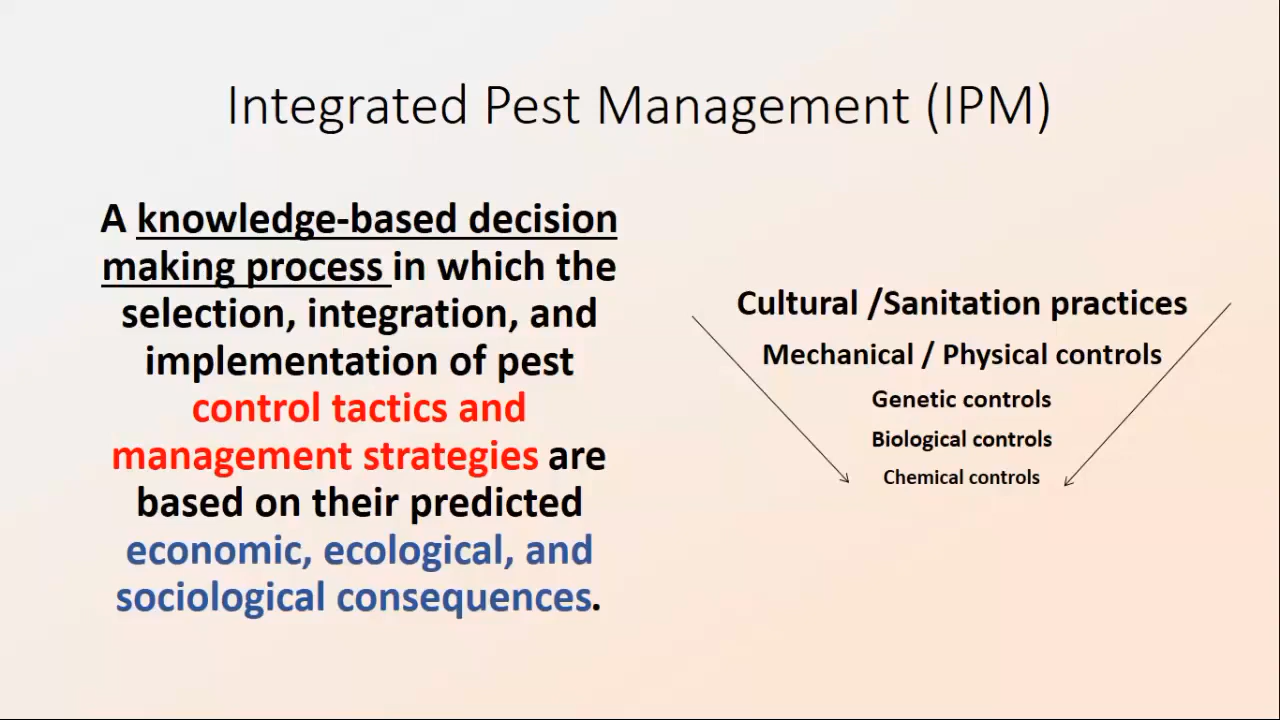 Integrated Pest Management (IPM)
A knowledge-based decision
making process in which the
selection, integration, and
implementation of pest
control tactics and
management strategies are
based on their predicted
economic, ecological, and
sociological consequences.
Cultural /Sanitation practices
Mechanical / Physical controls
Genetic controls
Biological controls
Chemical controls